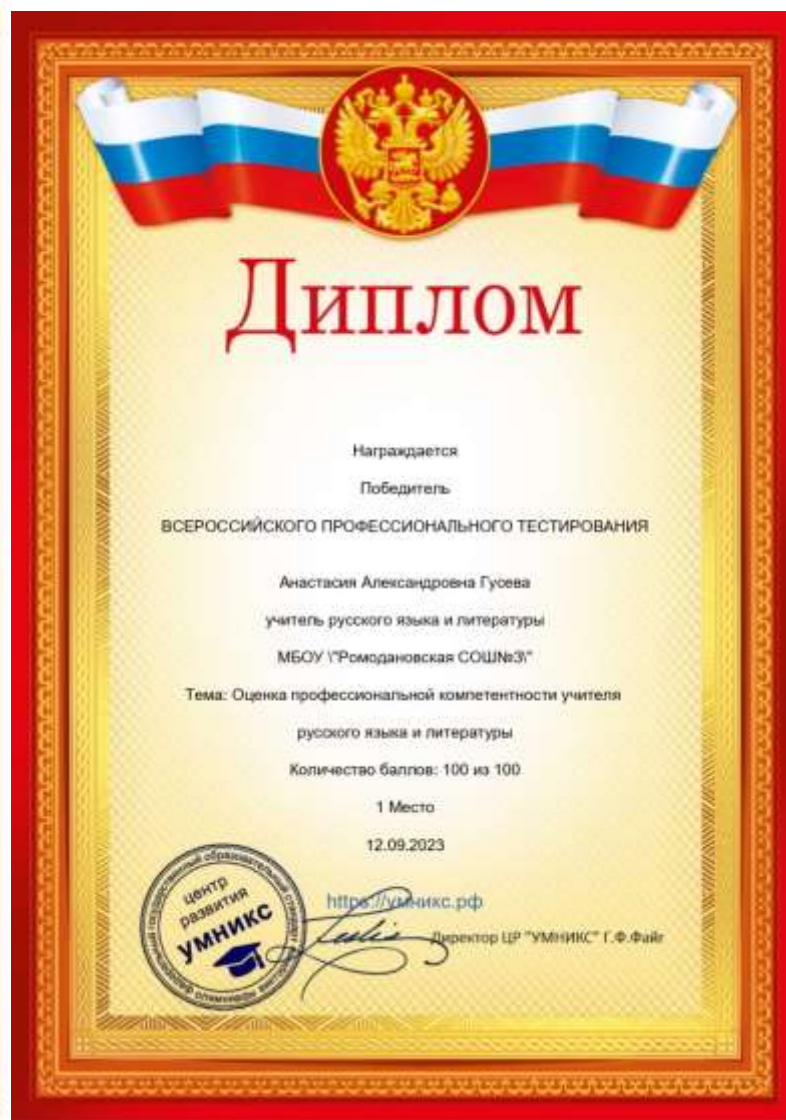 Диплом
Награждается
Победитель
ВСЕРОССИЙСКОГО ПРОФЕССИОНАЛЬНОГО ТЕСТИРОВАНИЯ
Анастасия Александровна Гусева
учитель русского языка и литературы
МБОУ \"Ромодановская СОШ№3\"
Тема: Оценка профессиональной компетентности учителя
русского языка и литературы
Количество баллов: 100 из 100
1 Место
12.09.2023
центр
развития
УМНИКС
https://умникс.рф
Директор ЦР "УМНИКС" Г.Ф.Файг